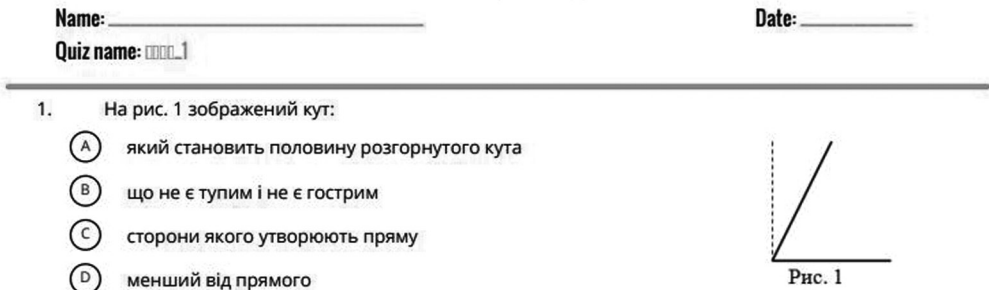 Name:
Date:
Quiz name: _1
1. На рис. 1 зображений кут:
A який становить половину розгорнутого кута
B що не є тупим і не є гострим
C сторони якого утворюють пряму
D менший від прямого
Рис. 1